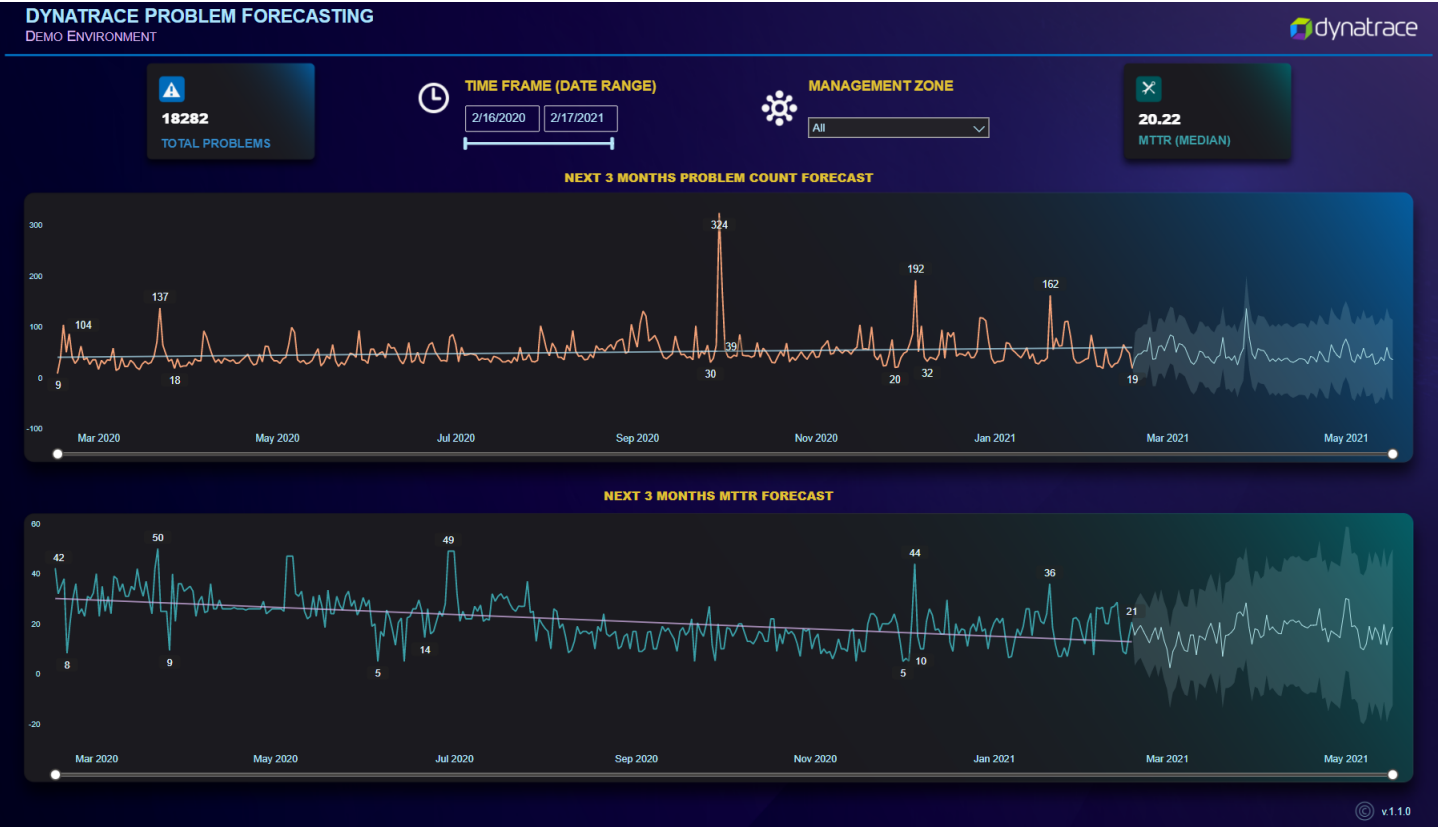 DYNATRACE PROBLEM FORECASTING
DEMO ENVIRONMENT
dynatrace
18282
TOTAL PROBLEMS
TIME FRAME (DATE RANGE)
2/16/2020 2/17/2021
MANAGEMENT ZONE
All
20.22
MTTR (MEDIAN)
NEXT 3 MONTHS PROBLEM COUNT FORECAST
300
200
100
0
-100
9
104
137
18
30
324
39
20
192
32
162
19
Mar 2020 May 2020 Jul 2020 Sep 2020 Nov 2020 Jan 2021 Mar 2021 May 2021
NEXT 3 MONTHS MTTR FORECAST
60
40
20
0
-20
42
8
50
9
5
14
49
5
44
10
36
21
Mar 2020 May 2020 Jul 2020 Sep 2020 Nov 2020 Jan 2021 Mar 2021 May 2021
© v.1.1.0